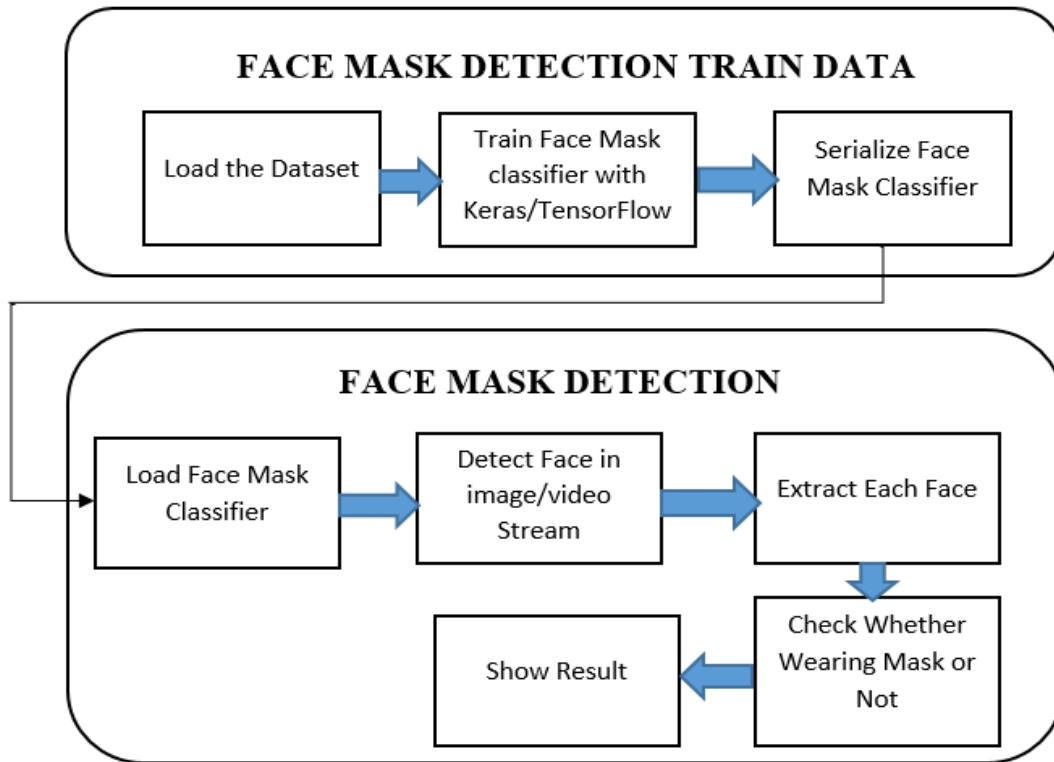 FACE MASK DETECTION TRAIN DATA
Load the Dataset
Train Face Mask
classifier with
Keras/TensorFlow
Serialize Face
Mask Classifier
FACE MASK DETECTION
Load Face Mask
Classifier
Detect Face in
image/video
Stream
Extract Each Face
Check Whether
Wearing Mask or
Not
Show Result